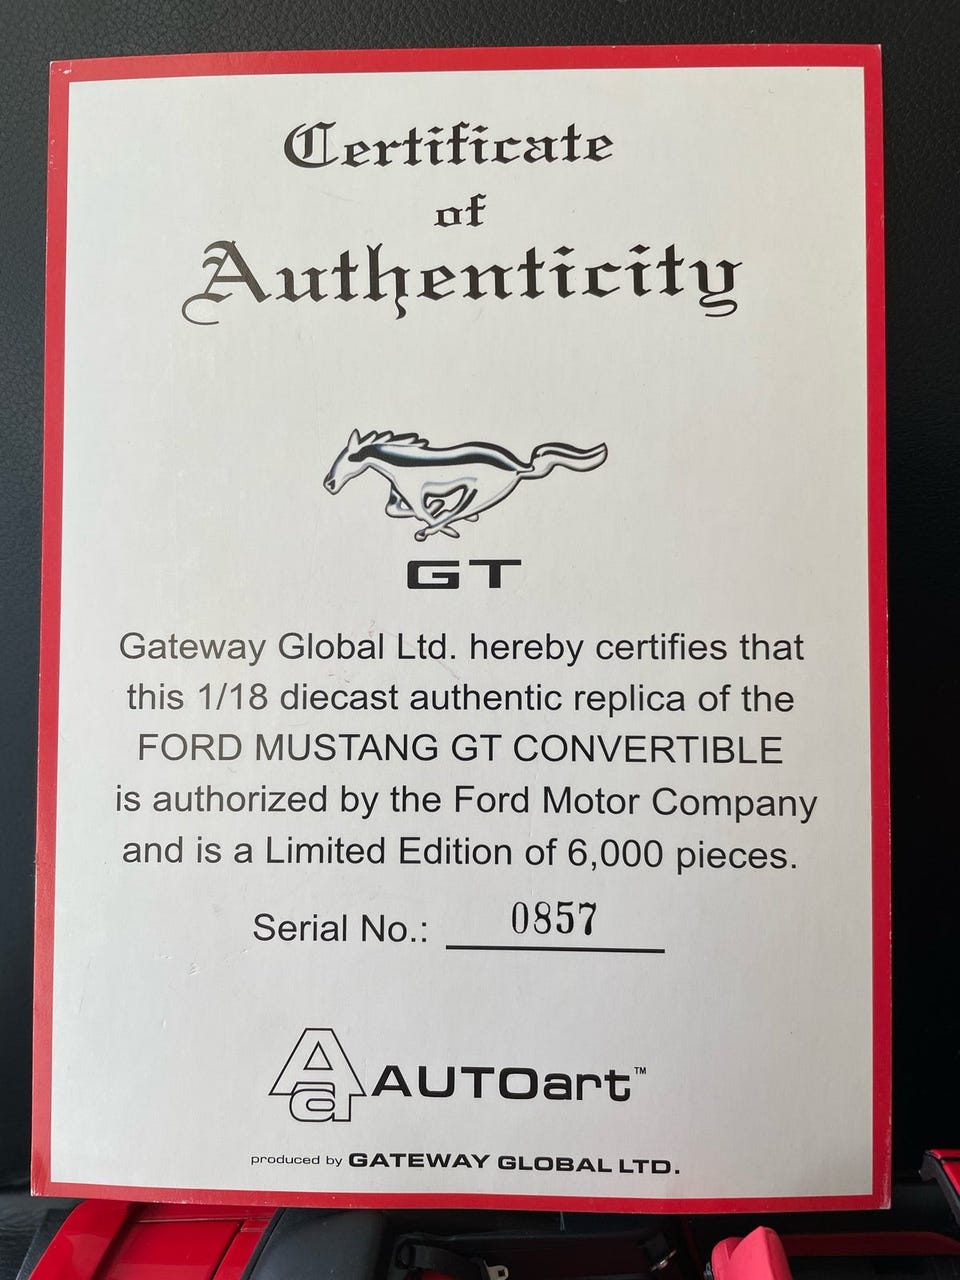 Certificate
of
Authenticity
GT
Gateway Global Ltd. hereby certifies that
this 1/18 diecast authentic replica of the
FORD MUSTANG GT CONVERTIBLE
is authorized by the Ford Motor Company
and is a Limited Edition of 6,000 pieces.
Serial No.: 0857
Aa AUTOart™
produced by GATEWAY GLOBAL LTD.